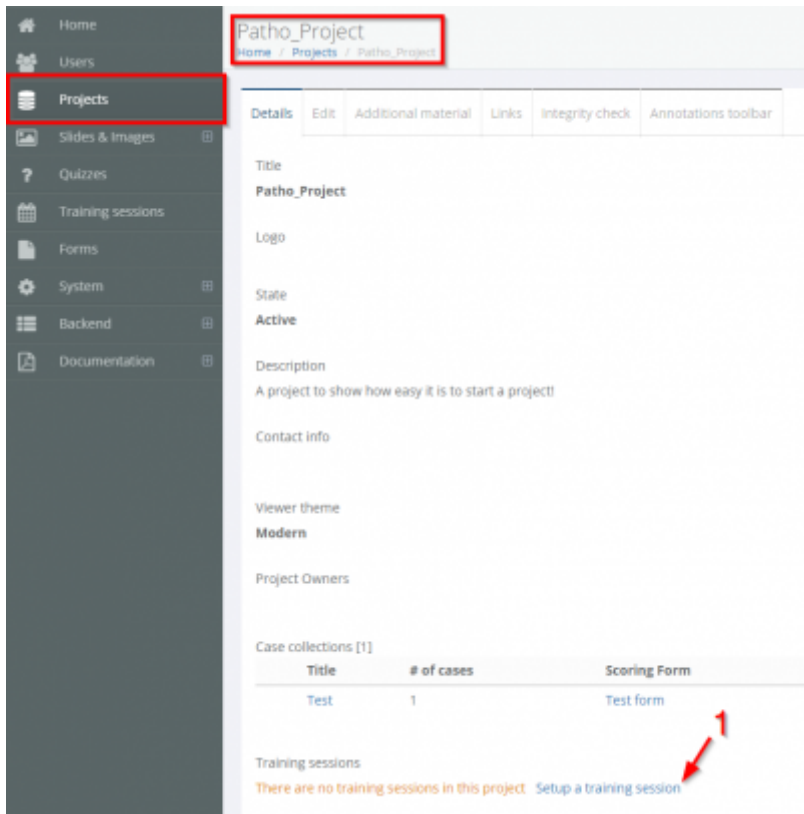 Home
Users
Projects
Slides & Images
Quizzes
Training sessions
Forms
System
Backend
Documentation
Patho_Project
Home / Projects / Patho_Project
Details Edit Additional material Links Integrity check Annotations toolbar
Title
Patho_Project
Logo
State
Active
Description
A project to show how easy it is to start a project!
Contact info
Viewer theme
Modern
Project Owners
Case collections [1]
Title # of cases Scoring Form
Test 1 Test form
1
Training sessions
There are no training sessions in this project Setup a training session